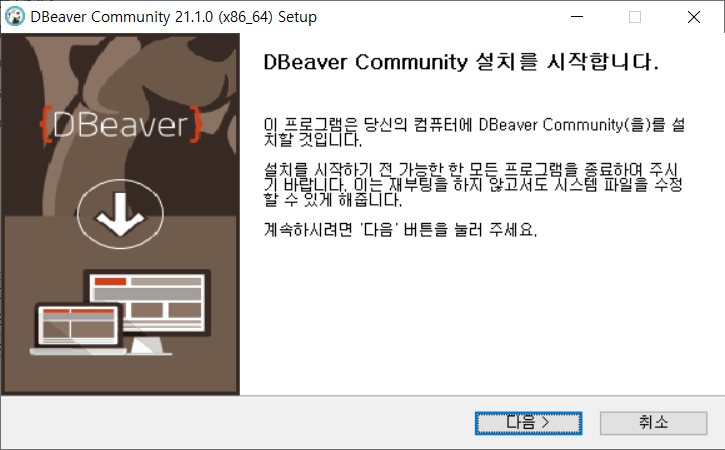 DBeaver Community 21.1.0 (x86_64) Setup
{DBeaver}
DBeaver Community 설치를 시작합니다.
이 프로그램은 당신의 컴퓨터에 DBeaver Community(을)를 설
치할 것입니다.
설치를 시작하기 전 가능한 한 모든 프로그램을 종료하여 주시
기 바랍니다. 이는 재부팅을 하지 않고서도 시스템 파일을 수정
할 수 있게 해줍니다.
계속하시려면 '다음' 버튼을 눌러 주세요.
다음 >
취소